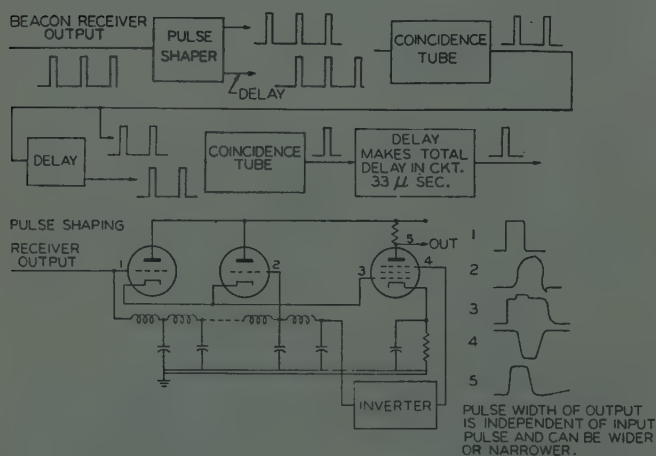 BEACON RECEIVER
OUTPUT
PULSE
SHAPER
DELAY
COINCIDENCE
TUBE
DELAY
COINCIDENCE
TUBE
DELAY
MAKES TOTAL
DELAY IN CKT.
33 μ SEC.
PULSE SHAPING
RECEIVER
OUTPUT
1
2
3
5
4
OUT
INVERTER
1
2
3
4
5
PULSE WIDTH OF OUTPUT
IS INDEPENDENT OF INPUT
PULSE AND CAN BE WIDER
OR NARROWER.